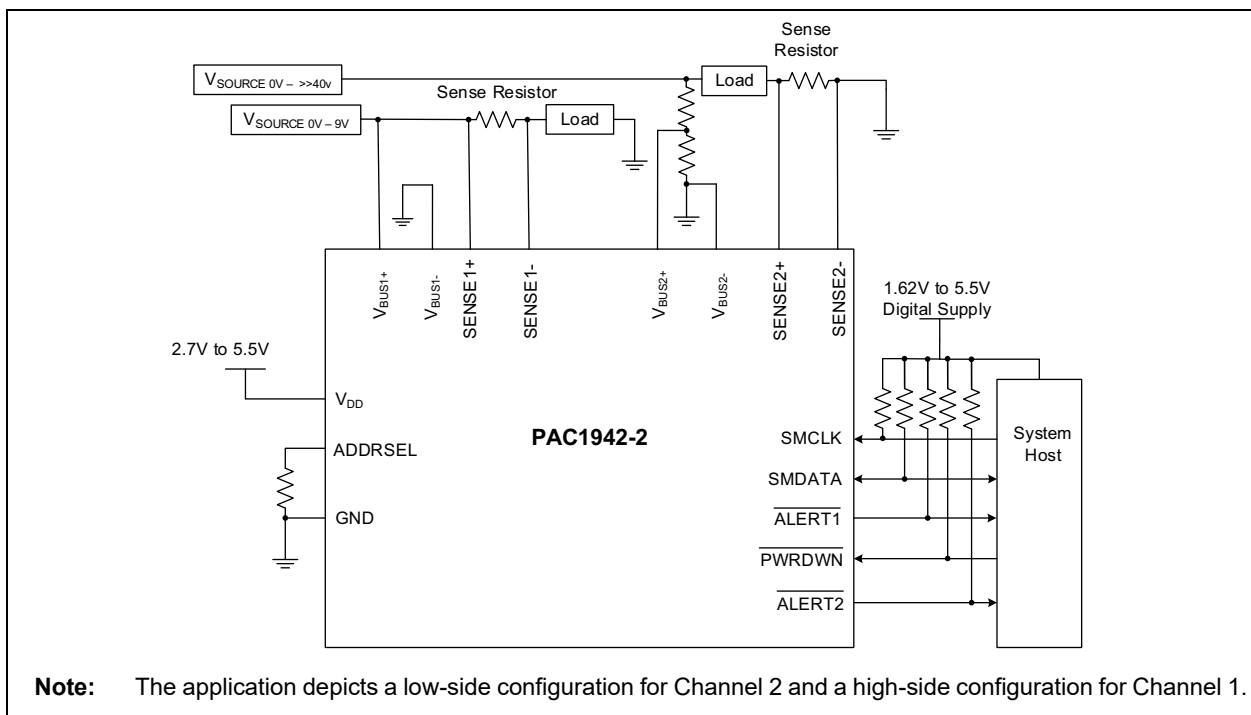 Sense
Resistor
V SOURCE 0V – >>40v
Load
Sense Resistor
V SOURCE 0V – 9V
Load
VBUS1+
VBUS1-
SENSE1+
SENSE1-
VBUS2+
VBUS2-
SENSE2+
SENSE2-
1.62V to 5.5V
Digital Supply
2.7V to 5.5V
VDD
ADDRSEL
GND
PAC1942-2
SMCLK
SMDATA
ALERT1
PWRDWN
ALERT2
System
Host
Note: The application depicts a low-side configuration for Channel 2 and a high-side configuration for Channel 1.